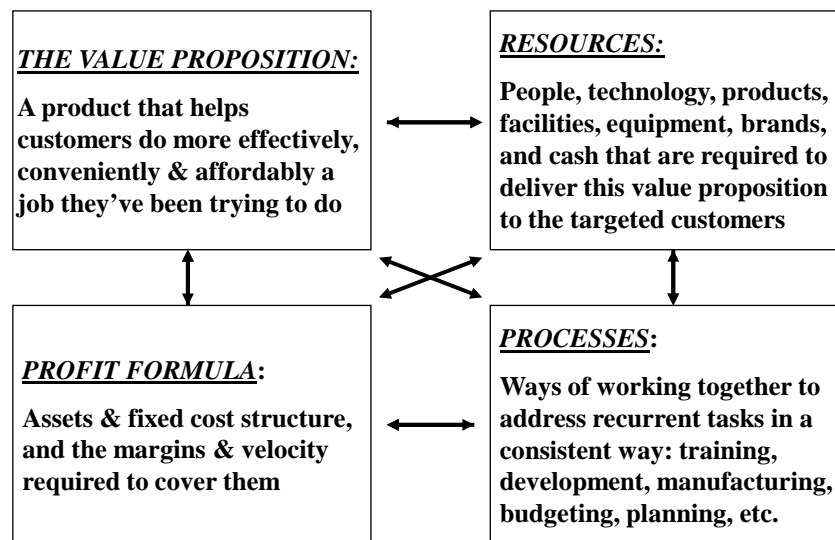 THE VALUE PROPOSITION:
A product that helps
customers do more effectively,
conveniently & affordably a
job they’ve been trying to do
RESOURCES:
People, technology, products,
facilities, equipment, brands,
and cash that are required to
deliver this value proposition
to the targeted customers
PROFIT FORMULA:
Assets & fixed cost structure,
and the margins & velocity
required to cover them
PROCESSES:
Ways of working together to
address recurrent tasks in a
consistent way: training,
development, manufacturing,
budgeting, planning, etc.